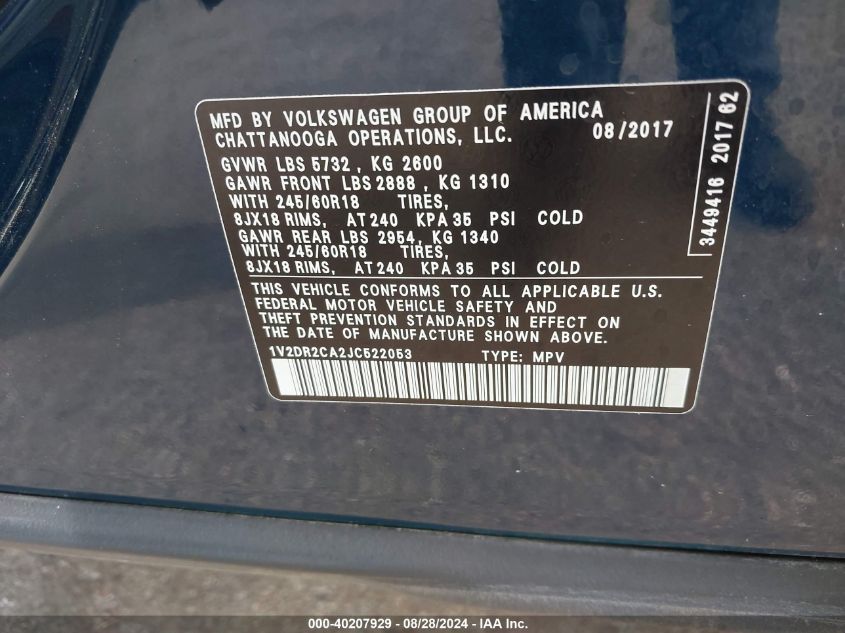 MFD BY VOLKSWAGEN GROUP OF AMERICA
CHATTANOOGA OPERATIONS, LLC. 08/2017
GVWR LBS 5732 , KG 2600
GAWR FRONT LBS 2888 , KG 1310
WITH 245/60R18 TIRES,
8JX18 RIMS, AT 240 KPA 35 PSI COLD
GAWR REAR LBS 2954, KG 1340
WITH 245/60R18 TIRES,
8JX18 RIMS, AT 240 KPA 35 PSI COLD
THIS VEHICLE CONFORMS TO ALL APPLICABLE U.S.
FEDERAL MOTOR VEHICLE SAFETY AND
THEFT PREVENTION STANDARDS IN EFFECT ON
THE DATE OF MANUFACTURE SHOWN ABOVE.
1V2DR2CA2JC522053 TYPE: MPV
3449416 2017 62
000-40207929 - 08/28/2024 - IAA Inc.